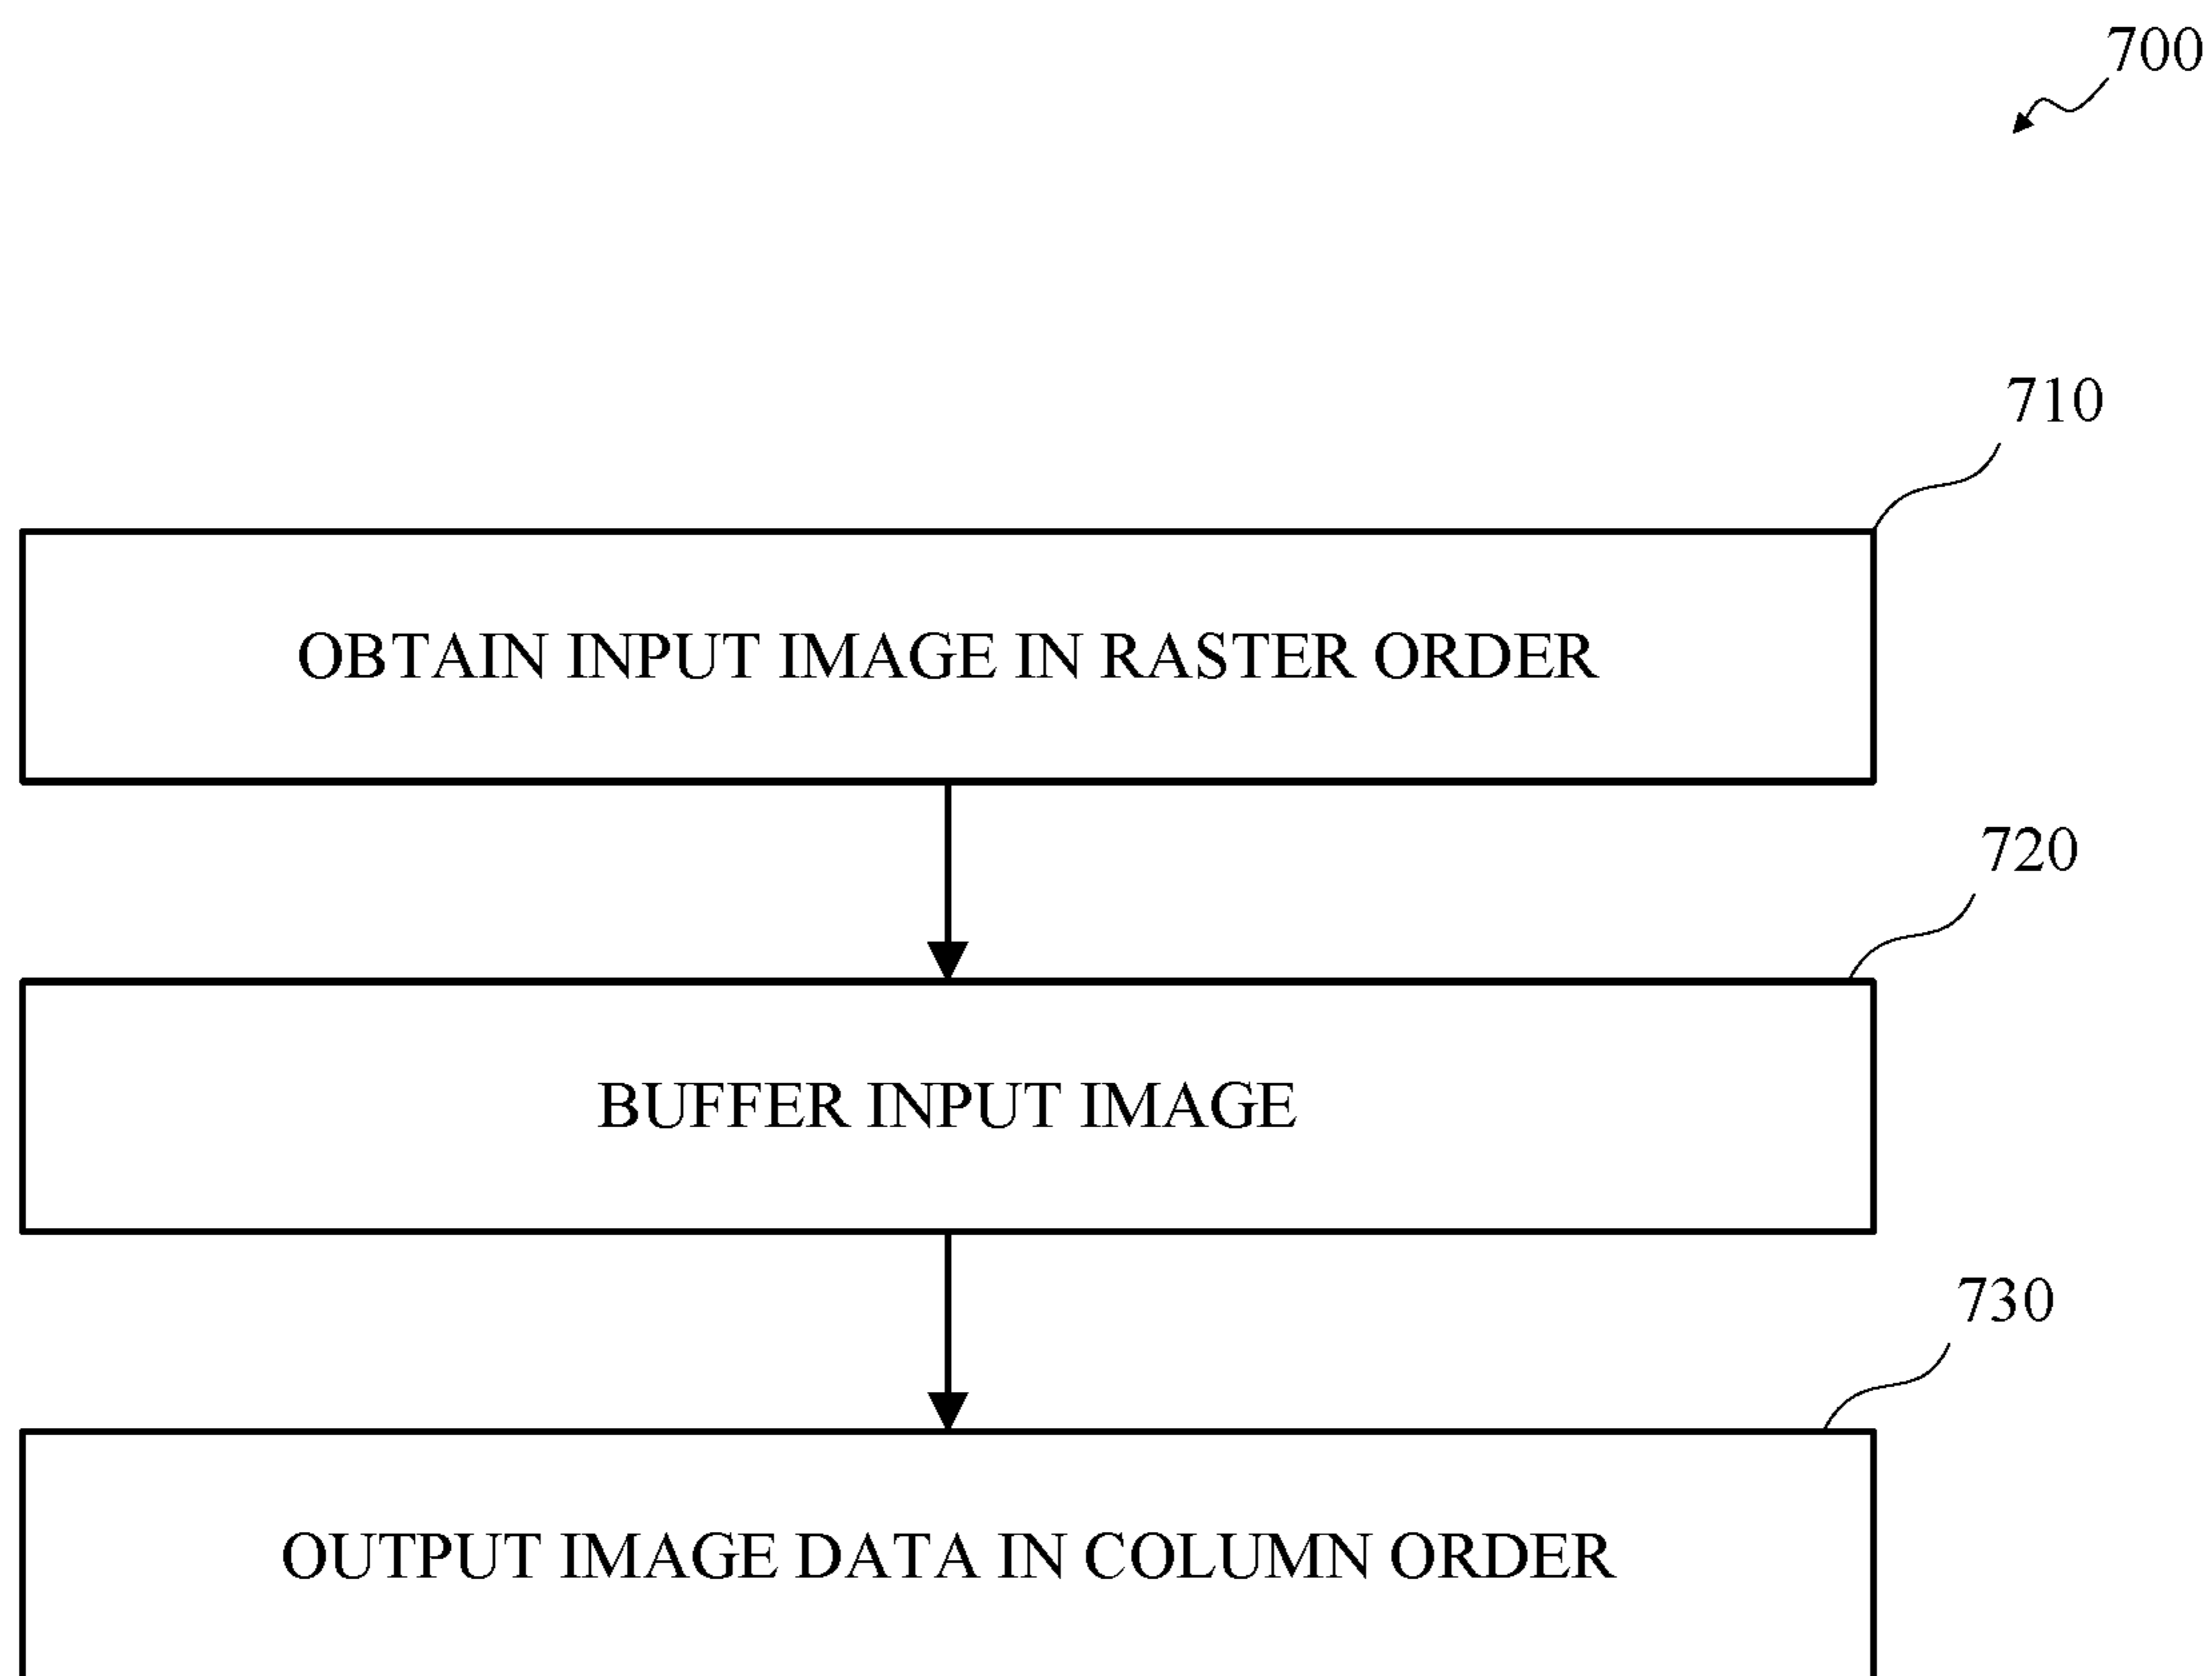 700
710
OBTAIN INPUT IMAGE IN RASTER ORDER
720
BUFFER INPUT IMAGE
730
OUTPUT IMAGE DATA IN COLUMN ORDER